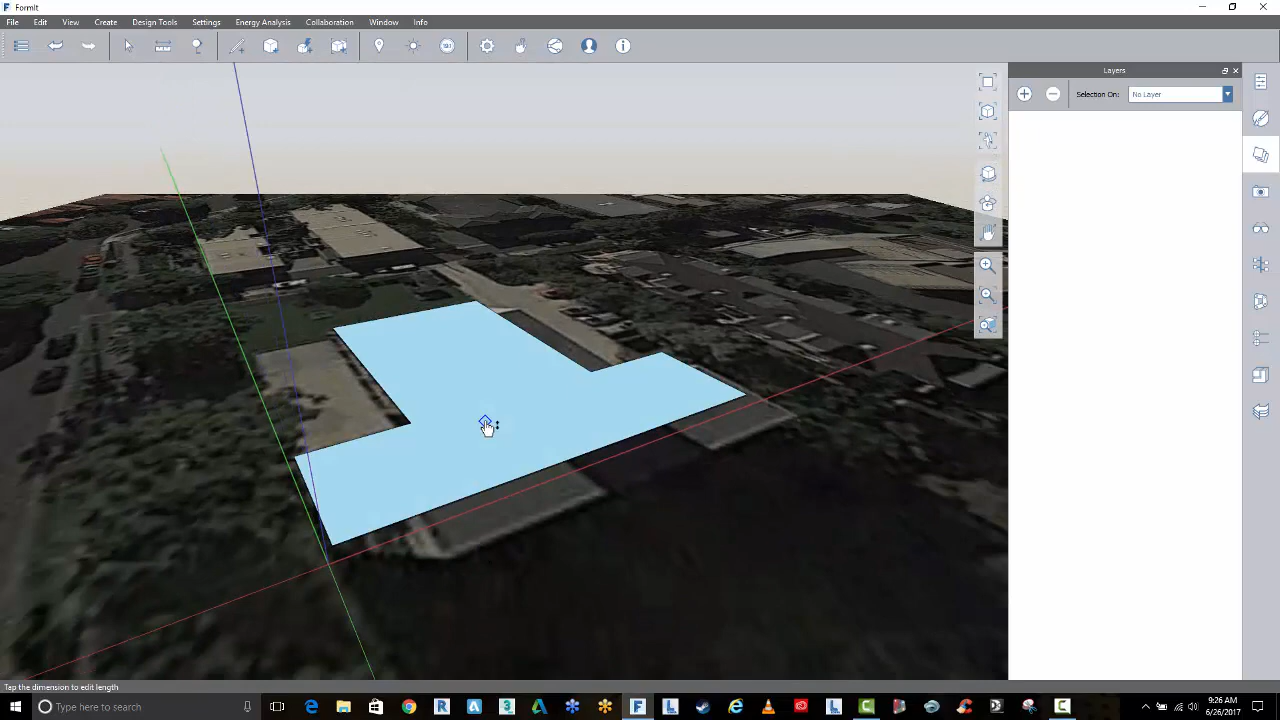 FormIt
File Edit View Create Design Tools Settings Energy Analysis Collaboration Window Info
Layers
Selection On: No Layer
Tap the dimension to edit length
Type here to search
9:26 AM
6/26/2017